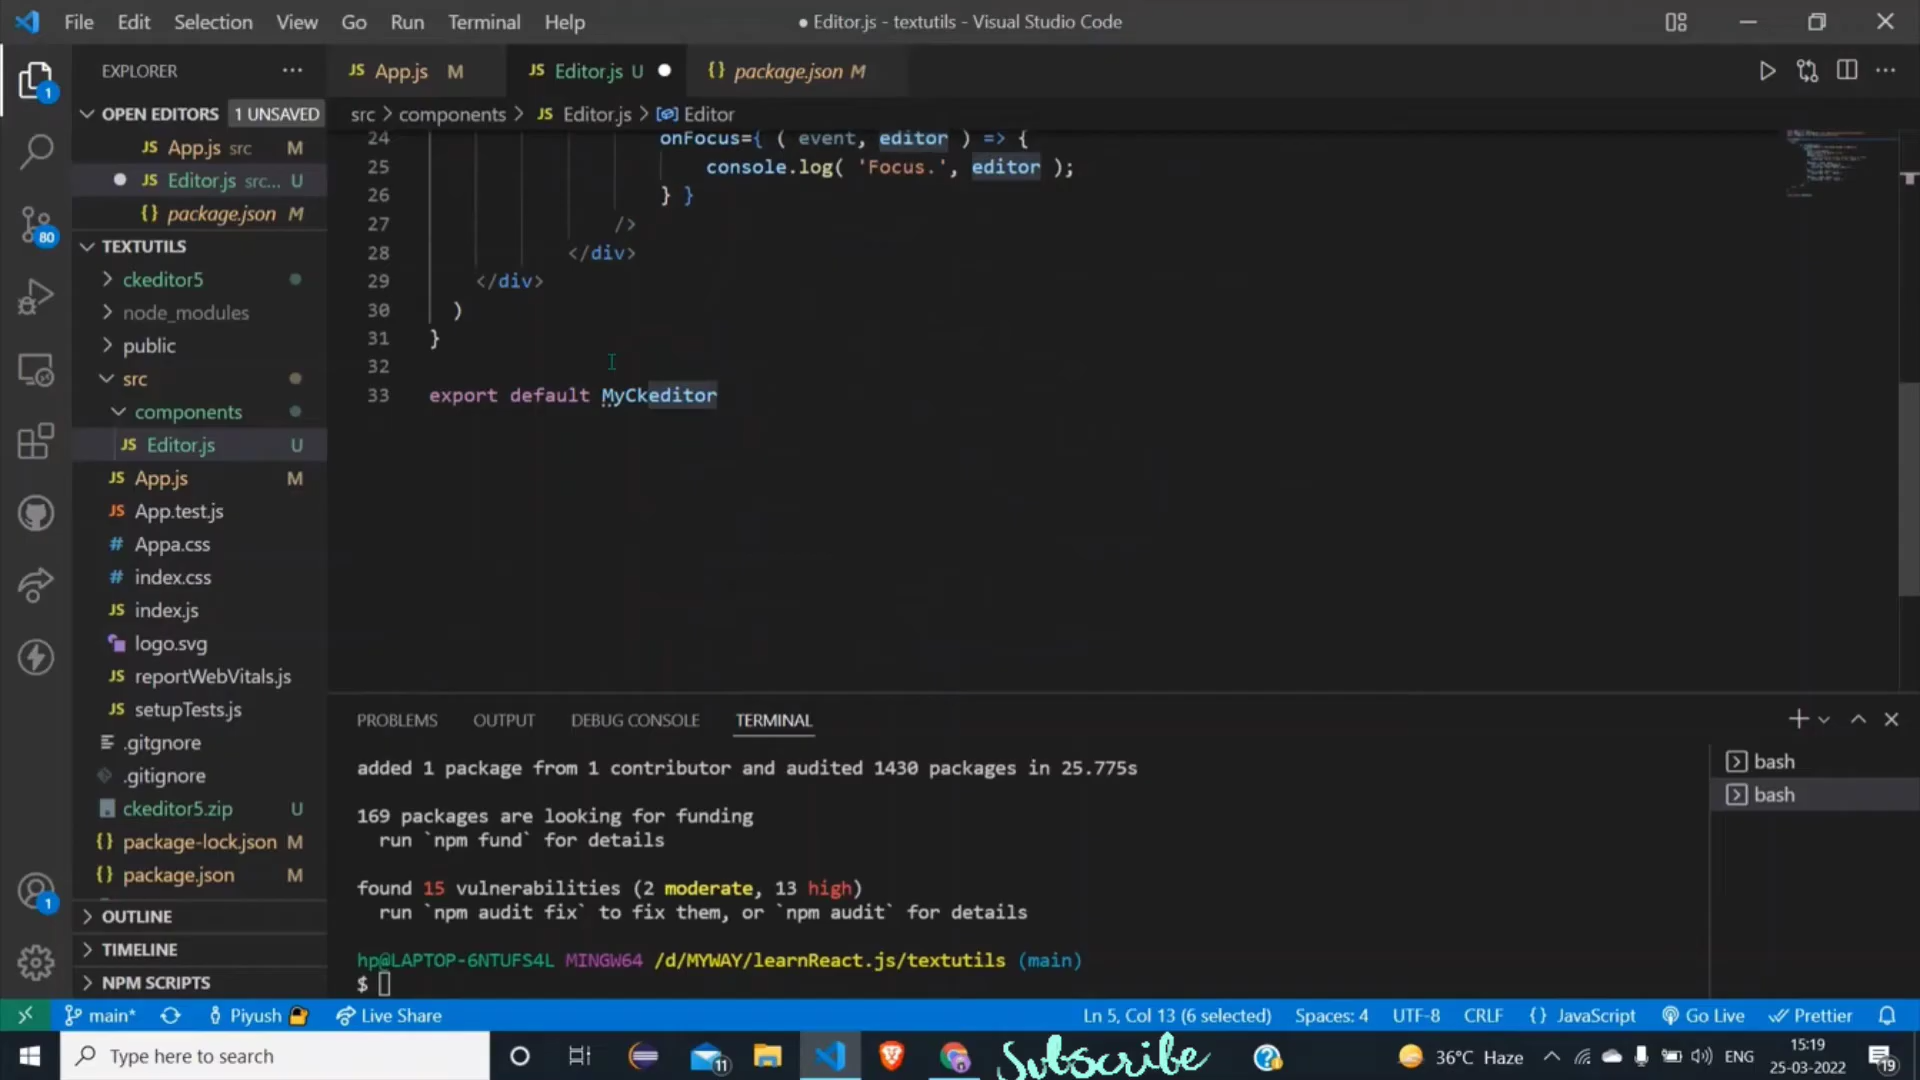 File Edit Selection View Go Run Terminal Help ● Editor.js - textutils - Visual Studio Code
EXPLORER ...
JS App.js M JS Editor.js U ● {} package.json M
OPEN EDITORS 1 UNSAVED
src > components > JS Editor.js > Editor
JS App.js src M
● JS Editor.js src... U
{} package.json M
TEXTUTILS
ckeditor5
node_modules
public
src
components
JS Editor.js U
JS App.js M
JS App.test.js
# Appa.css
# index.css
JS index.js
logo.svg
JS reportWebVitals.js
JS setupTests.js
.gitgnore
.gitignore
ckeditor5.zip U
{} package-lock.json M
{} package.json M
OUTLINE
TIMELINE
NPM SCRIPTS
1
80
1
24 onFocus={ ( event, editor ) => {
25 console.log( 'Focus.', editor );
26 } }
27 />
28 </div>
29 </div>
30 )
31 }
32
33 export default MyCkeditor
PROBLEMS OUTPUT DEBUG CONSOLE TERMINAL
added 1 package from 1 contributor and audited 1430 packages in 25.775s
169 packages are looking for funding
run `npm fund` for details
found 15 vulnerabilities (2 moderate, 13 high)
run `npm audit fix` to fix them, or `npm audit` for details
hp@LAPTOP-6NTUFS4L MINGW64 /d/MYWAY/learnReact.js/textutils (main)
$
bash
bash
main* Piyush Live Share Ln 5, Col 13 (6 selected) Spaces: 4 UTF-8 CRLF {} JavaScript Go Live Prettier
Type here to search 11 Subscribe 36°C Haze ENG 15:19
25-03-2022 19